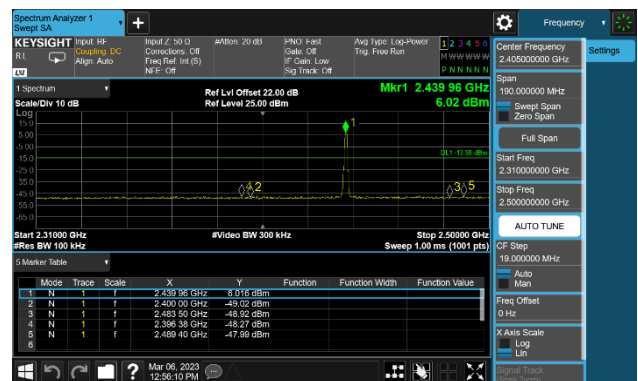 Spectrum Analyzer 1
Swept SA
Frequency
KEYSIGHT
RL
LW
Input: RF
Coupling: DC
Align: Auto
Input Z: 50 Ω
Corrections: Off
Freq Ref: Int (S)
NFE: Off
#Atten: 20 dB
PNO: Fast
Gate: Off
IF Gain: Low
Sig Track: Off
Avg Type: Log-Power
Trig: Free Run
1 2 3 4 5 6
M W W W W W
P N N N N N
1 Spectrum
Scale/Div 10 dB
Log
Ref Lvl Offset 22.00 dB
Ref Level 25.00 dBm
Mkr1 2.439 96 GHz
6.02 dBm
15.0
5.00
-5.00
-15.0
-25.0
-35.0
-45.0
-55.0
-65.0
1
DL1 -13.98 dBm
4 2
3 5
Start 2.31000 GHz
#Res BW 100 kHz
#Video BW 300 kHz
Stop 2.50000 GHz
Sweep 1.00 ms (1001 pts)
5 Marker Table
Mode Trace Scale X Y Function Function Width Function Value
1 N 1 f 2.439 96 GHz 6.016 dBm
2 N 1 f 2.400 00 GHz -49.02 dBm
3 N 1 f 2.483 50 GHz -48.92 dBm
4 N 1 f 2.396 38 GHz -48.27 dBm
5 N 1 f 2.489 40 GHz -47.99 dBm
6
Mar 06, 2023
12:56:10 PM
?
Center Frequency
2.405000000 GHz
Settings
Span
190.000000 MHz
Swept Span
Zero Span
Full Span
Start Freq
2.310000000 GHz
Stop Freq
2.500000000 GHz
AUTO TUNE
CF Step
19.000000 MHz
Auto
Man
Freq Offset
0 Hz
X Axis Scale
Log
Lin
Signal Track
(Span Zoom)